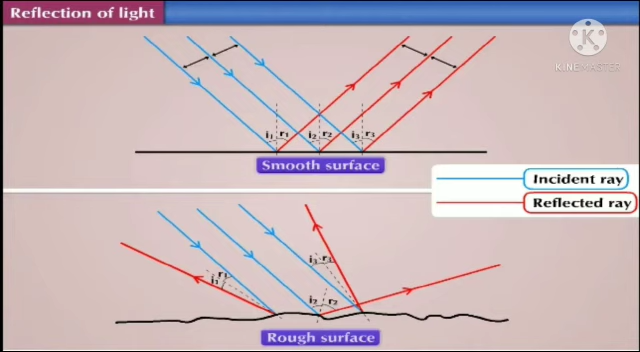 Reflection of light
K
KINEMASTER
i1 r1 i2 r2 i3 r3
Smooth surface
Incident ray
Reflected ray
r1
i1
i2 r2
i3 r3
Rough surface